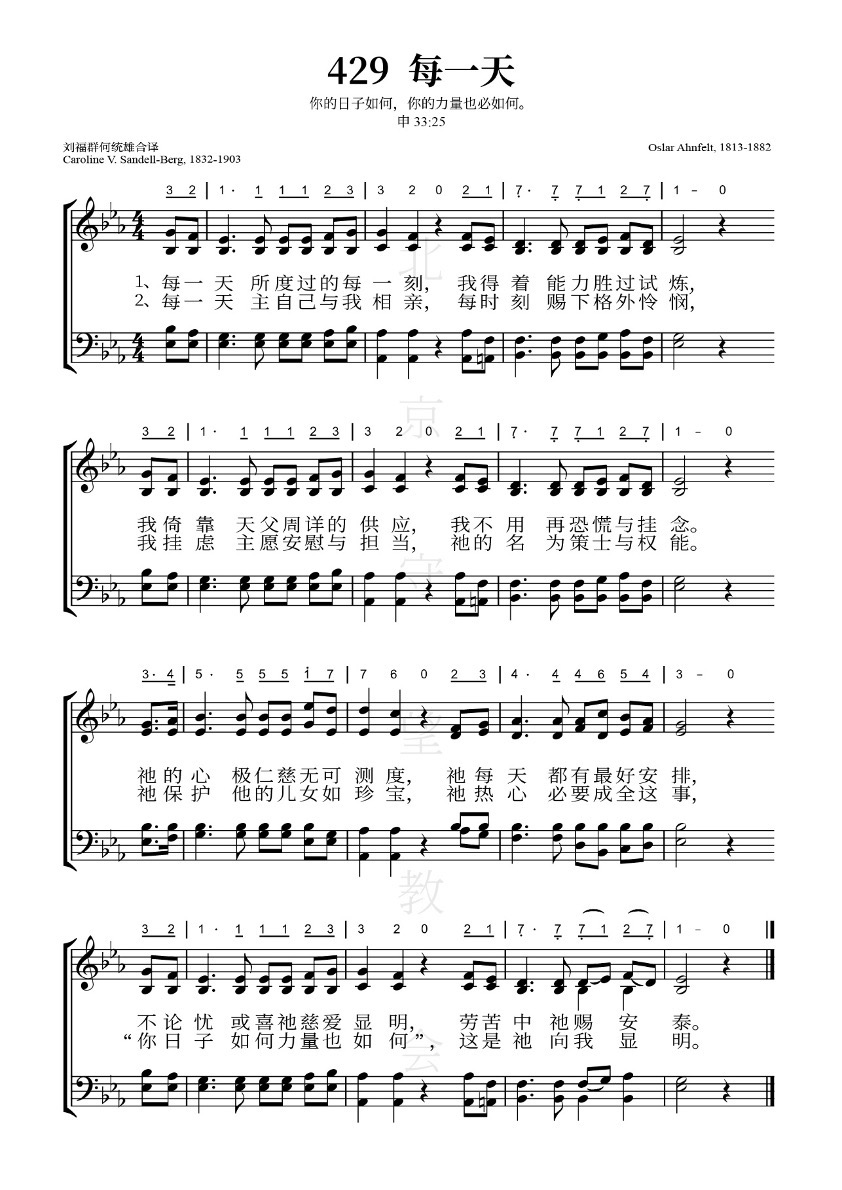 429 每一天
你的日子如何，你的力量也必如何。
申 33:25
刘福群何统雄合译
Caroline V. Sandell-Berg, 1832-1903
Oslar Ahnfelt, 1813-1882
3 2 | 1· 1 1 1 2 3 | 3 2 0 2 1 | 7· 7 7 1 2 7 | 1 - 0
1、每一天 所度过的每一刻， 我得着 能力胜过试炼，
2、每一天 主自己与我相亲， 每时刻 赐下格外怜悯，
3 2 | 1· 1 1 1 2 3 | 3 2 0 2 1 | 7· 7 7 1 2 7 | 1 - 0
我倚靠 天父周详的供应， 我不用 再恐慌与挂念。
我挂虑 主愿安慰与担当， 祂的名 为策士与权能。
3· 4 | 5· 5 5 5 1 7 | 7 6 0 2 3 | 4· 4 4 6 5 4 | 3 - 0
祂的心 极仁慈无可测度， 祂每天 都有最好安排，
祂保护 他的儿女如珍宝， 祂热心 必要成全这事，
3 2 | 1· 1 1 1 2 3 | 3 2 0 2 1 | 7· 7 7 1 2 7 | 1 - 0
不论忧 或喜祂慈爱显明， 劳苦中祂赐安泰。
“你日子 如何力量也如何”， 这是祂向我显明。
北京守望教会